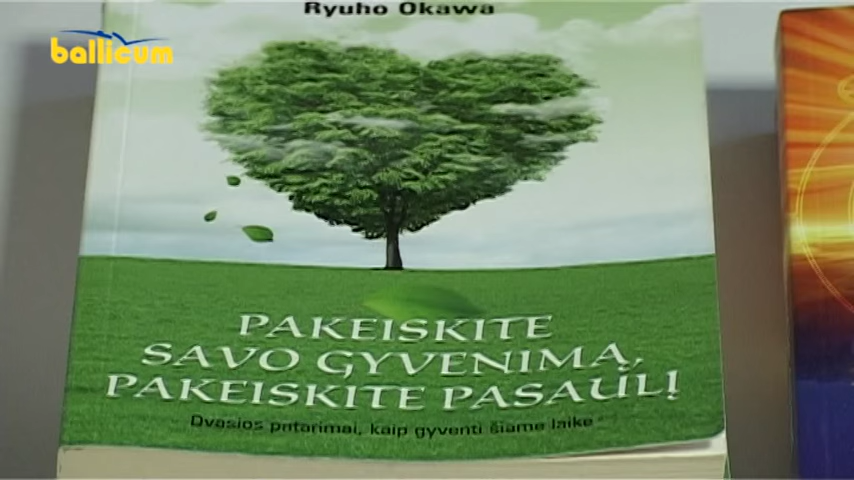 Ryuho Okawa
ballicum
PAKEISKITE
SAVO GYVENIMĄ,
PAKEISKITE PASAULĮ
Dvasios patarimai, kaip gyventi šiame laike